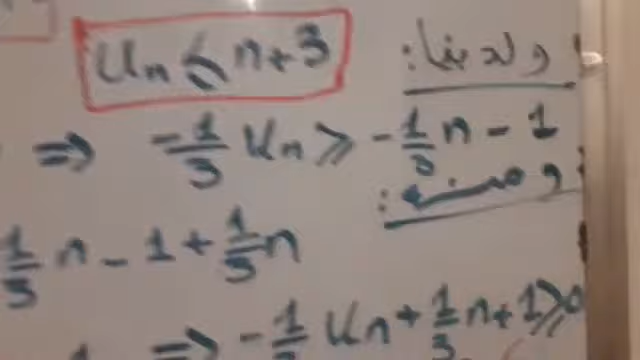 ولدينا: Uₙ ≤ n+3
⇒ -1/3 Uₙ ≥ -1/3 n - 1
ومنه:
1/3 n - 1 + 1/3 n
⇒ -1/3 Uₙ + 1/3 n + 1 ≥ 0